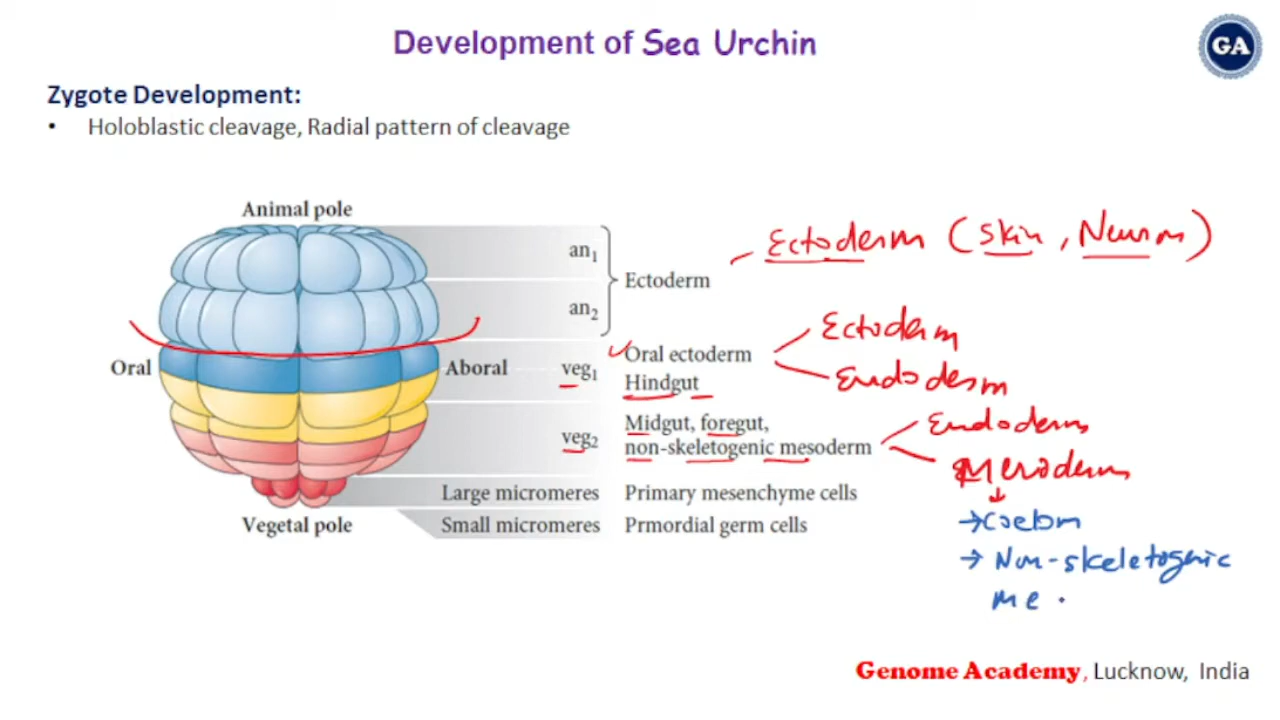 Development of Sea Urchin
GA
Zygote Development:
• Holoblastic cleavage, Radial pattern of cleavage
Animal pole
an1
an2
Ectoderm
Ectoderm (Skin, Neuron)
Oral
Aboral
veg1
Oral ectoderm
Hindgut
Ectoderm
Endoderm
veg2
Midgut, foregut,
non-skeletogenic mesoderm
Endoderm
Mesoderm
Large micromeres Primary mesenchyme cells
Vegetal pole
Small micromeres Prmordial germ cells
→ Coelom
→ Non-skeletogenic
me
Genome Academy, Lucknow, India